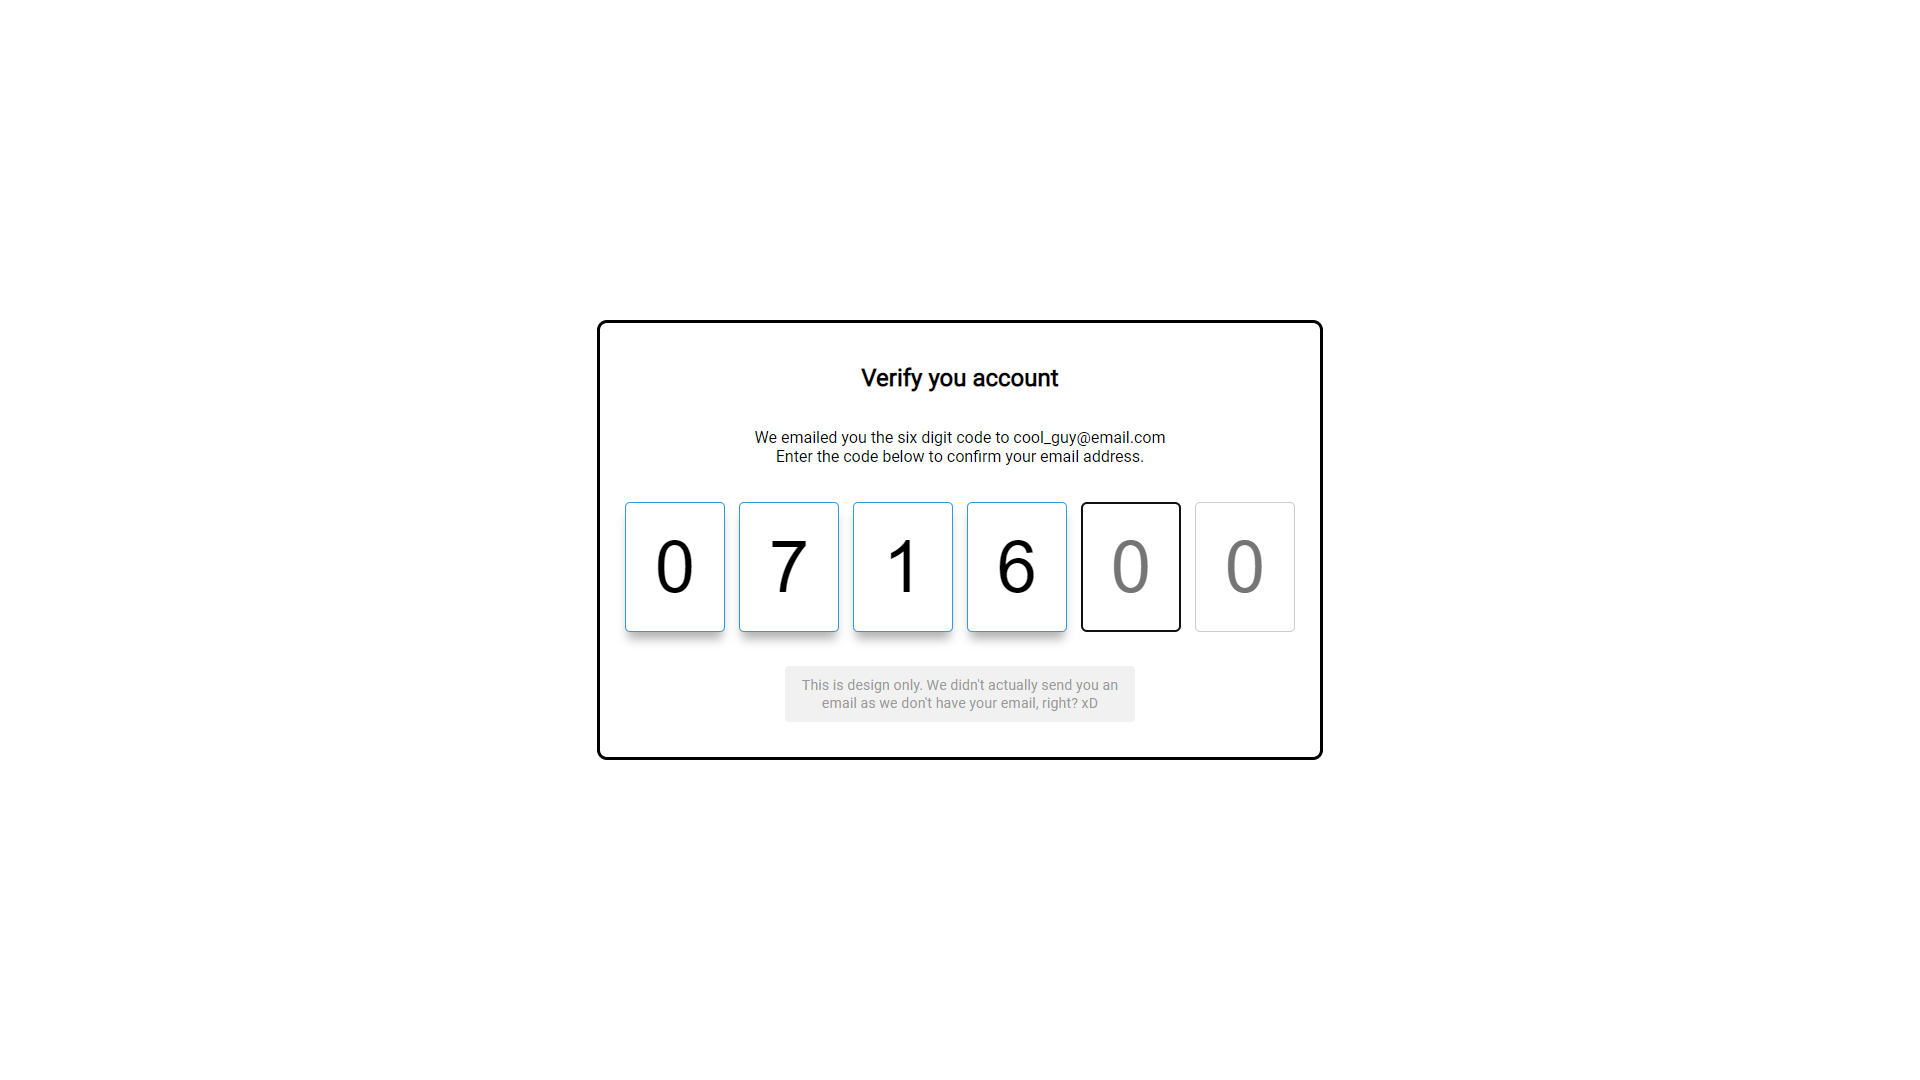 Verify you account
We emailed you the six digit code to cool_guy@email.com
Enter the code below to confirm your email address.
0 7 1 6 0 0
This is design only. We didn't actually send you an
email as we don't have your email, right? xD